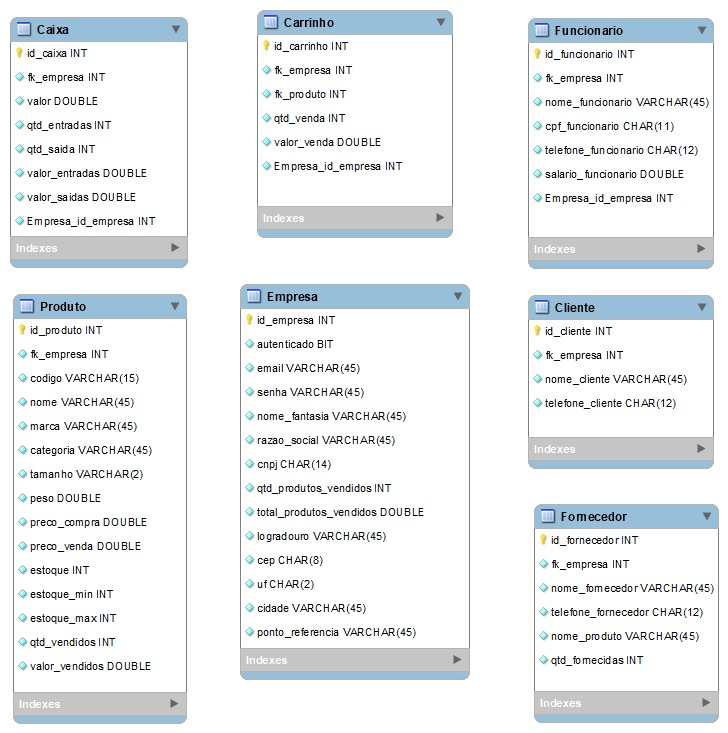 Caixa
id_caixa INT
fk_empresa INT
valor DOUBLE
qtd_entradas INT
qtd_saida INT
valor_entradas DOUBLE
valor_saidas DOUBLE
Empresa_id_empresa INT
Indexes
Carrinho
id_carrinho INT
fk_empresa INT
fk_produto INT
qtd_venda INT
valor_venda DOUBLE
Empresa_id_empresa INT
Indexes
Funcionario
id_funcionario INT
fk_empresa INT
nome_funcionario VARCHAR(45)
cpf_funcionario CHAR(11)
telefone_funcionario CHAR(12)
salario_funcionario DOUBLE
Empresa_id_empresa INT
Indexes
Produto
id_produto INT
fk_empresa INT
codigo VARCHAR(15)
nome VARCHAR(45)
marca VARCHAR(45)
categoria VARCHAR(45)
tamanho VARCHAR(2)
peso DOUBLE
preco_compra DOUBLE
preco_venda DOUBLE
estoque INT
estoque_min INT
estoque_max INT
qtd_vendidos INT
valor_vendidos DOUBLE
Indexes
Empresa
id_empresa INT
autenticado BIT
email VARCHAR(45)
senha VARCHAR(45)
nome_fantasia VARCHAR(45)
razao_social VARCHAR(45)
cnpj CHAR(14)
qtd_produtos_vendidos INT
total_produtos_vendidos DOUBLE
logradouro VARCHAR(45)
cep CHAR(8)
uf CHAR(2)
cidade VARCHAR(45)
ponto_referencia VARCHAR(45)
Indexes
Cliente
id_cliente INT
fk_empresa INT
nome_cliente VARCHAR(45)
telefone_cliente CHAR(12)
Indexes
Fornecedor
id_fornecedor INT
fk_empresa INT
nome_fornecedor VARCHAR(45)
telefone_fornecedor CHAR(12)
nome_produto VARCHAR(45)
qtd_fornecidas INT
Indexes